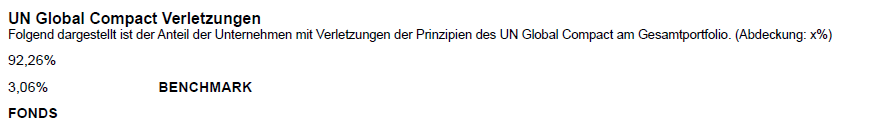 UN Global Compact Verletzungen
Folgend dargestellt ist der Anteil der Unternehmen mit Verletzungen der Prinzipien des UN Global Compact am Gesamtportfolio. (Abdeckung: x%)
92,26%
3,06% BENCHMARK
FONDS